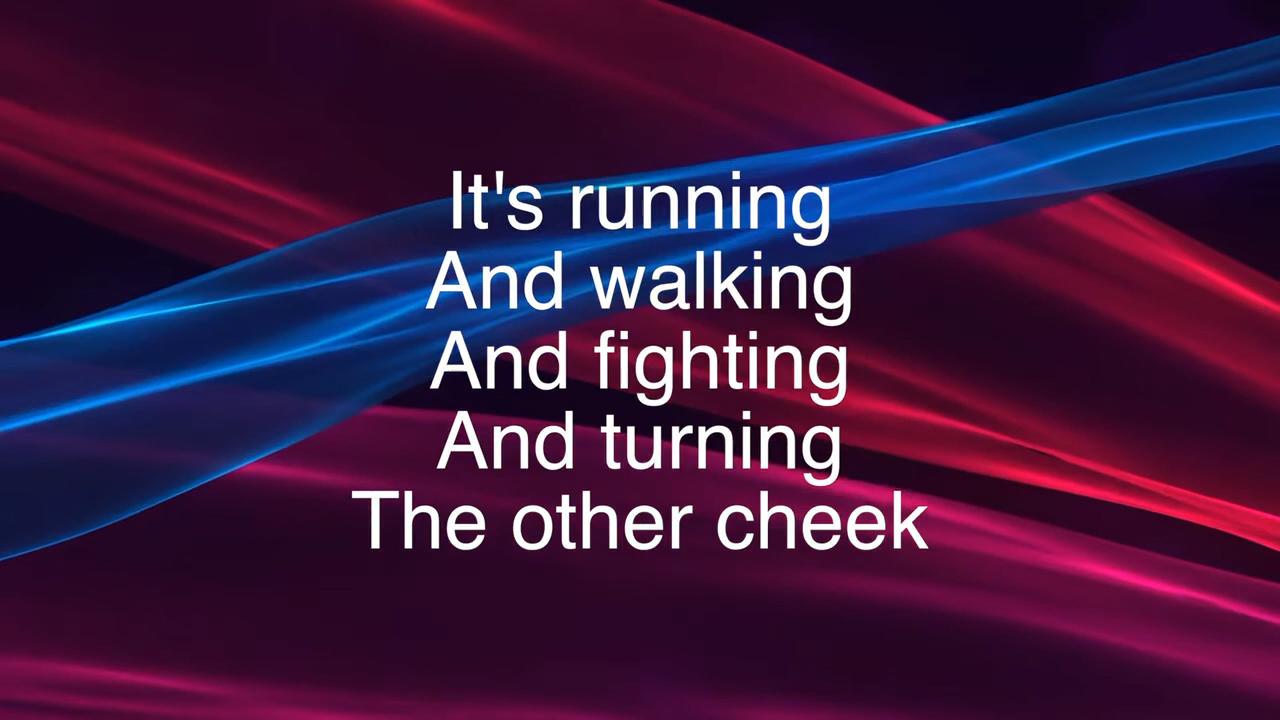 It's running
And walking
And fighting
And turning
The other cheek